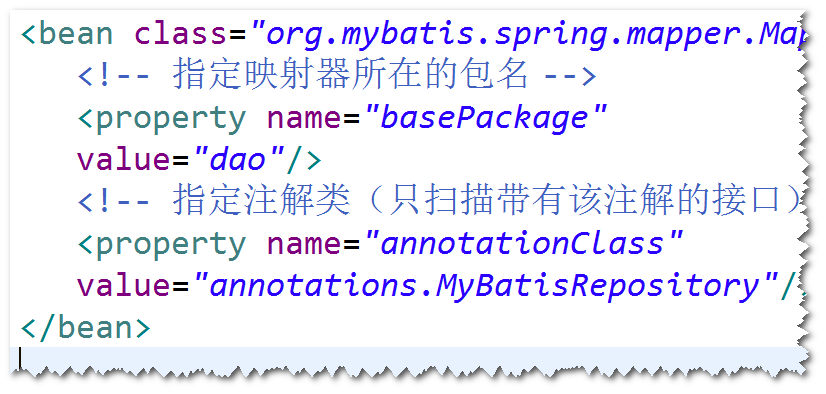 <bean class="org.mybatis.spring.mapper.Map
<!-- 指定映射器所在的包名 -->
<property name="basePackage"
value="dao"/>
<!-- 指定注解类（只扫描带有该注解的接口）
<property name="annotationClass"
value="annotations.MyBatisRepository"/
</bean>